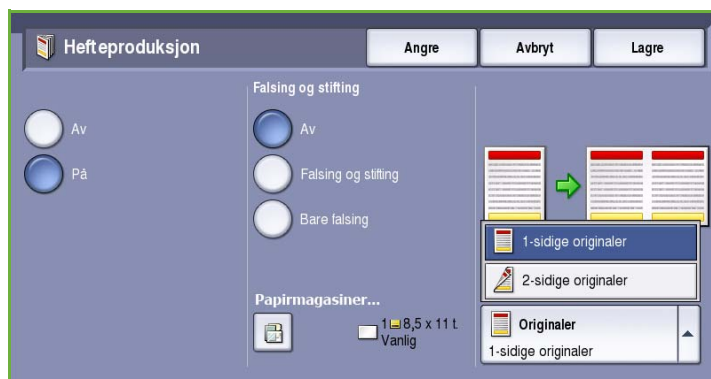 Hefteproduksjon
Angre
Avbryt
Lagre
Av
På
Falsing og stifting
Av
Falsing og stifting
Bare falsing
Papirmagasiner...
1 8,5 x 11 t.
Vanlig
1-sidige originaler
2-sidige originaler
Originaler
1-sidige originaler